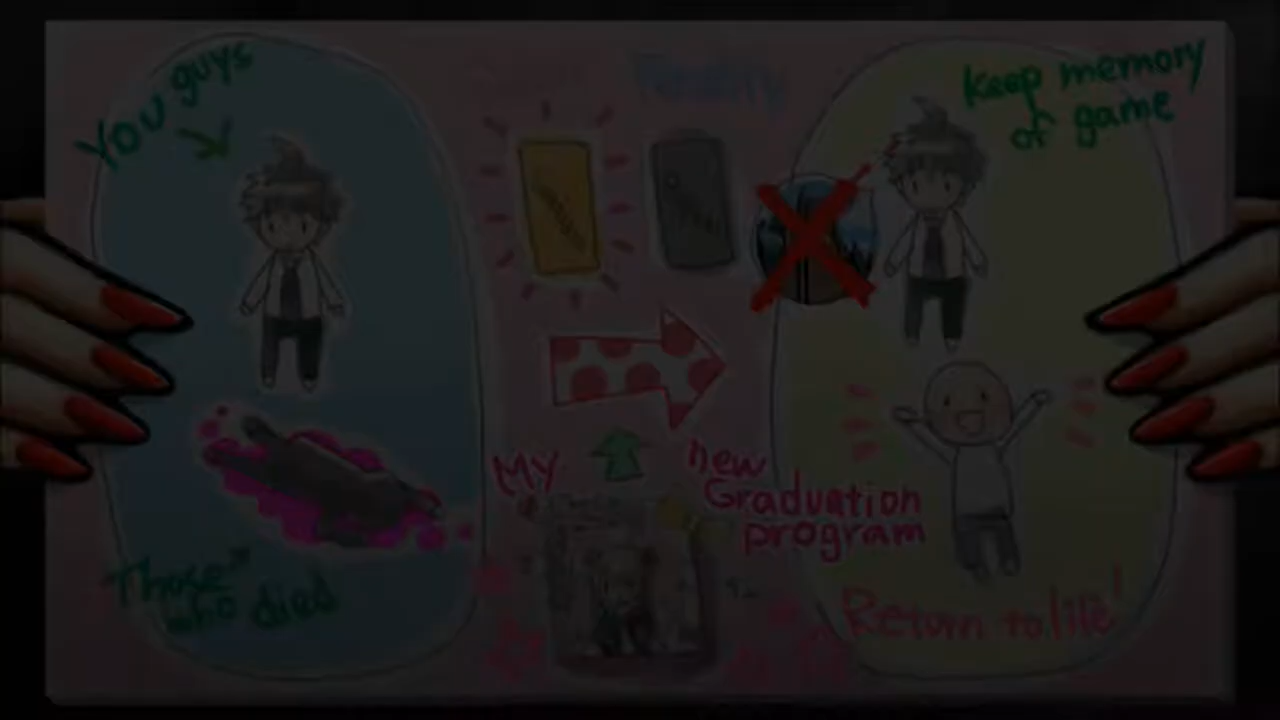 You guys
Reality
Keep memory
of game
My
new
Graduation
program
Those
who died
Return to life!